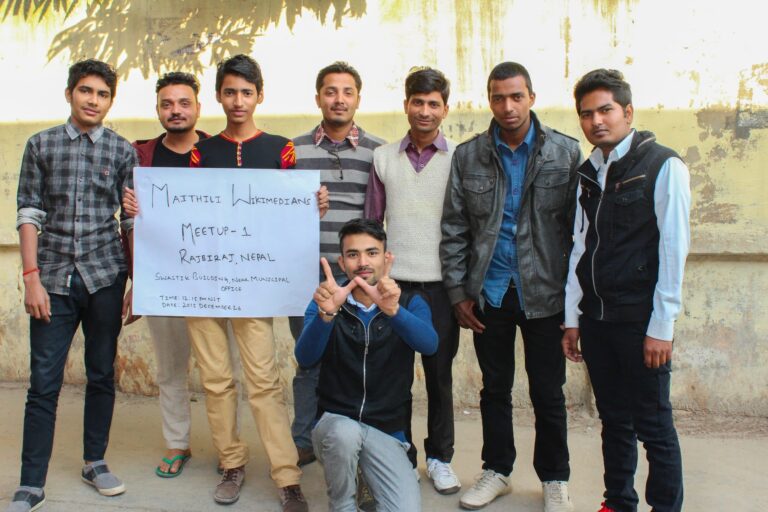 MAITHILI WIKIMEDIANS
MEETUP-1
RAJBIRAJ, NEPAL
SWASTIK BUILDING, NEAR MUNICIPAL
OFFICE
TIME: 12:15 PM NST
DATE: 2015 DECEMBER 26